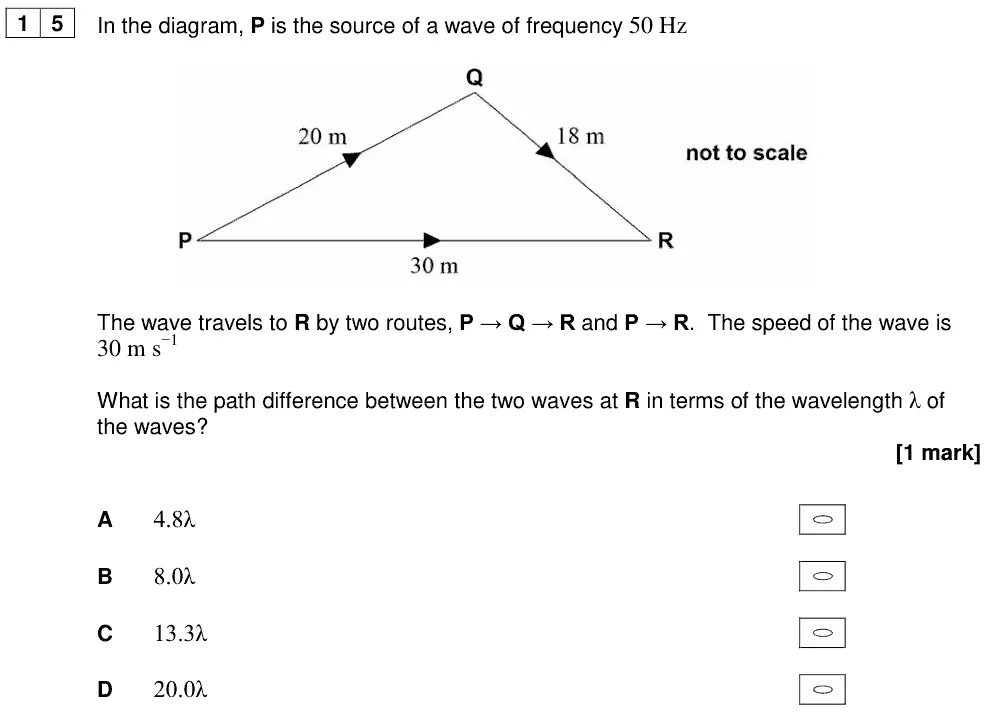 1 5 In the diagram, P is the source of a wave of frequency 50 Hz
Q
20 m 18 m
not to scale
P R
30 m
The wave travels to R by two routes, P → Q → R and P → R. The speed of the wave is
30 m s⁻¹
What is the path difference between the two waves at R in terms of the wavelength λ of
the waves?
[1 mark]
A 4.8λ
B 8.0λ
C 13.3λ
D 20.0λ